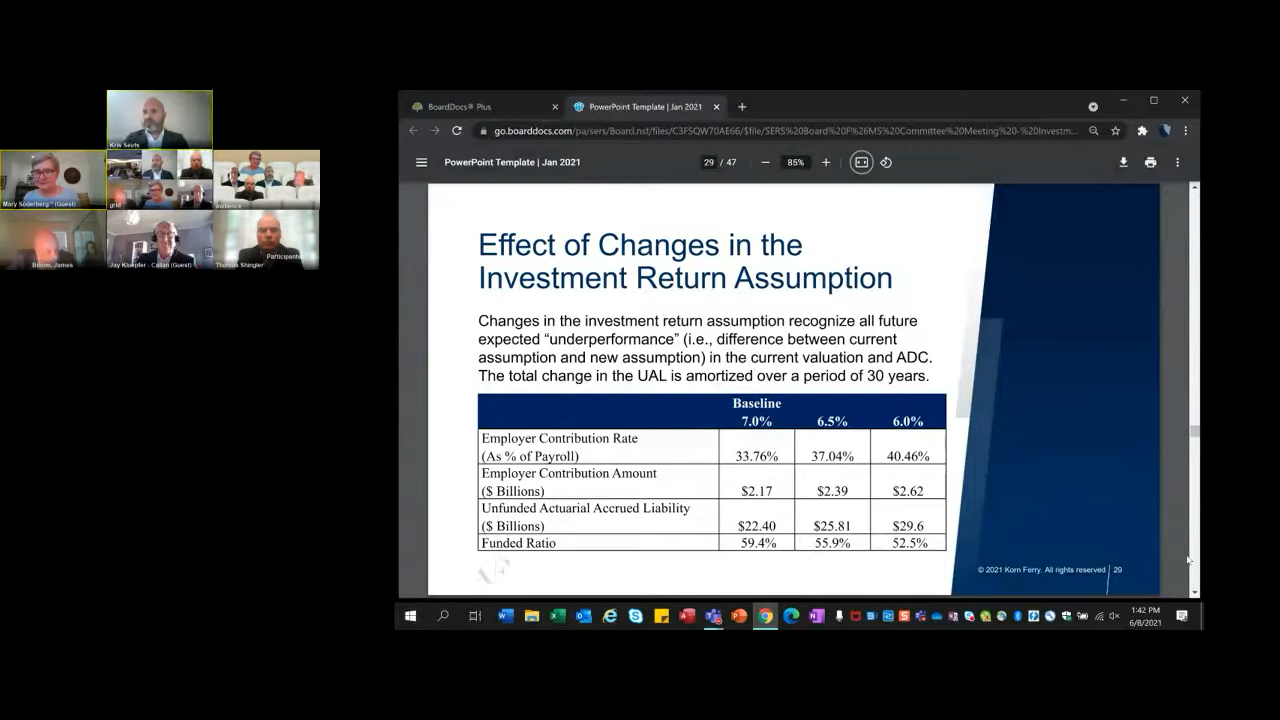 Kris Seuts
Mary Soderberg * (Guest)
grid
audience
Bloom, James
Jay Kloepfer - Callan (Guest)
Thomas Shingler
Participants
BoardDocs® Plus
PowerPoint Template | Jan 2021
go.boarddocs.com/pa/sers/Board.nsf/files/C3FSQW70AE66/$file/SERS%20Board%20F%26MS%20Committee%20Meeting%20-%20Investm...
PowerPoint Template | Jan 2021
29 / 47
85%
Effect of Changes in the
Investment Return Assumption
Changes in the investment return assumption recognize all future
expected “underperformance” (i.e., difference between current
assumption and new assumption) in the current valuation and ADC.
The total change in the UAL is amortized over a period of 30 years.
Baseline
7.0% 6.5% 6.0%
Employer Contribution Rate
(As % of Payroll) 33.76% 37.04% 40.46%
Employer Contribution Amount
($ Billions) $2.17 $2.39 $2.62
Unfunded Actuarial Accrued Liability
($ Billions) $22.40 $25.81 $29.6
Funded Ratio 59.4% 55.9% 52.5%
© 2021 Korn Ferry. All rights reserved 29
1:42 PM
6/8/2021